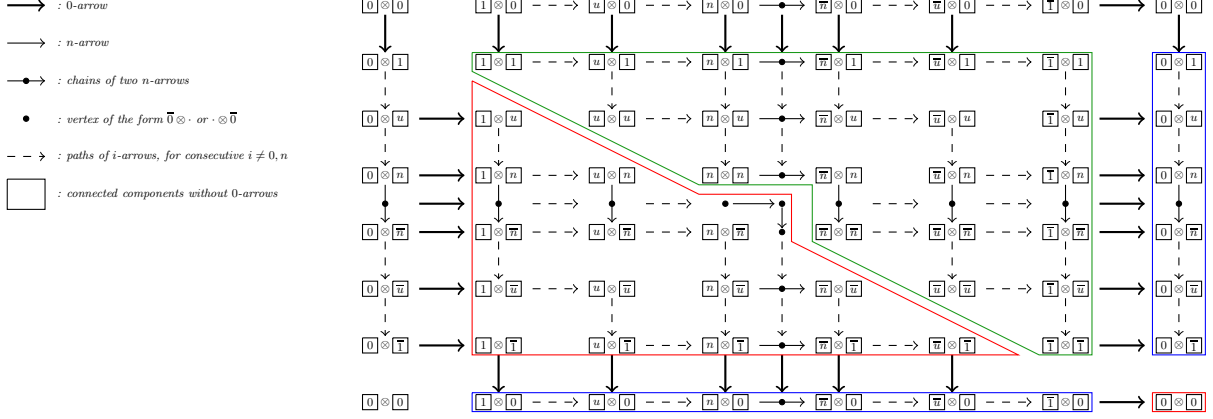 : 0-arrow
: n-arrow
: chains of two n-arrows
: vertex of the form 0̅ ⊗ · or · ⊗ 0̅
: paths of i-arrows, for consecutive i ≠ 0, n
: connected components without 0-arrows
0 ⊗ 0 1 ⊗ 0 u ⊗ 0 n ⊗ 0 n̅ ⊗ 0 u̅ ⊗ 0 1̅ ⊗ 0 0 ⊗ 0
0 ⊗ 1 1 ⊗ 1 u ⊗ 1 n ⊗ 1 n̅ ⊗ 1 u̅ ⊗ 1 1̅ ⊗ 1 0 ⊗ 1
0 ⊗ u 1 ⊗ u u ⊗ u n ⊗ u n̅ ⊗ u u̅ ⊗ u 1̅ ⊗ u 0 ⊗ u
0 ⊗ n 1 ⊗ n u ⊗ n n ⊗ n n̅ ⊗ n u̅ ⊗ n 1̅ ⊗ n 0 ⊗ n
0 ⊗ n̅ 1 ⊗ n̅ u ⊗ n̅ n ⊗ n̅ n̅ ⊗ n̅ u̅ ⊗ n̅ 1̅ ⊗ n̅ 0 ⊗ n̅
0 ⊗ u̅ 1 ⊗ u̅ u ⊗ u̅ n ⊗ u̅ n̅ ⊗ u̅ u̅ ⊗ u̅ 1̅ ⊗ u̅ 0 ⊗ u̅
0 ⊗ 1̅ 1 ⊗ 1̅ u ⊗ 1̅ n ⊗ 1̅ n̅ ⊗ 1̅ u̅ ⊗ 1̅ 1̅ ⊗ 1̅ 0 ⊗ 1̅
0 ⊗ 0 1 ⊗ 0 u ⊗ 0 n ⊗ 0 n̅ ⊗ 0 u̅ ⊗ 0 1̅ ⊗ 0 0 ⊗ 0